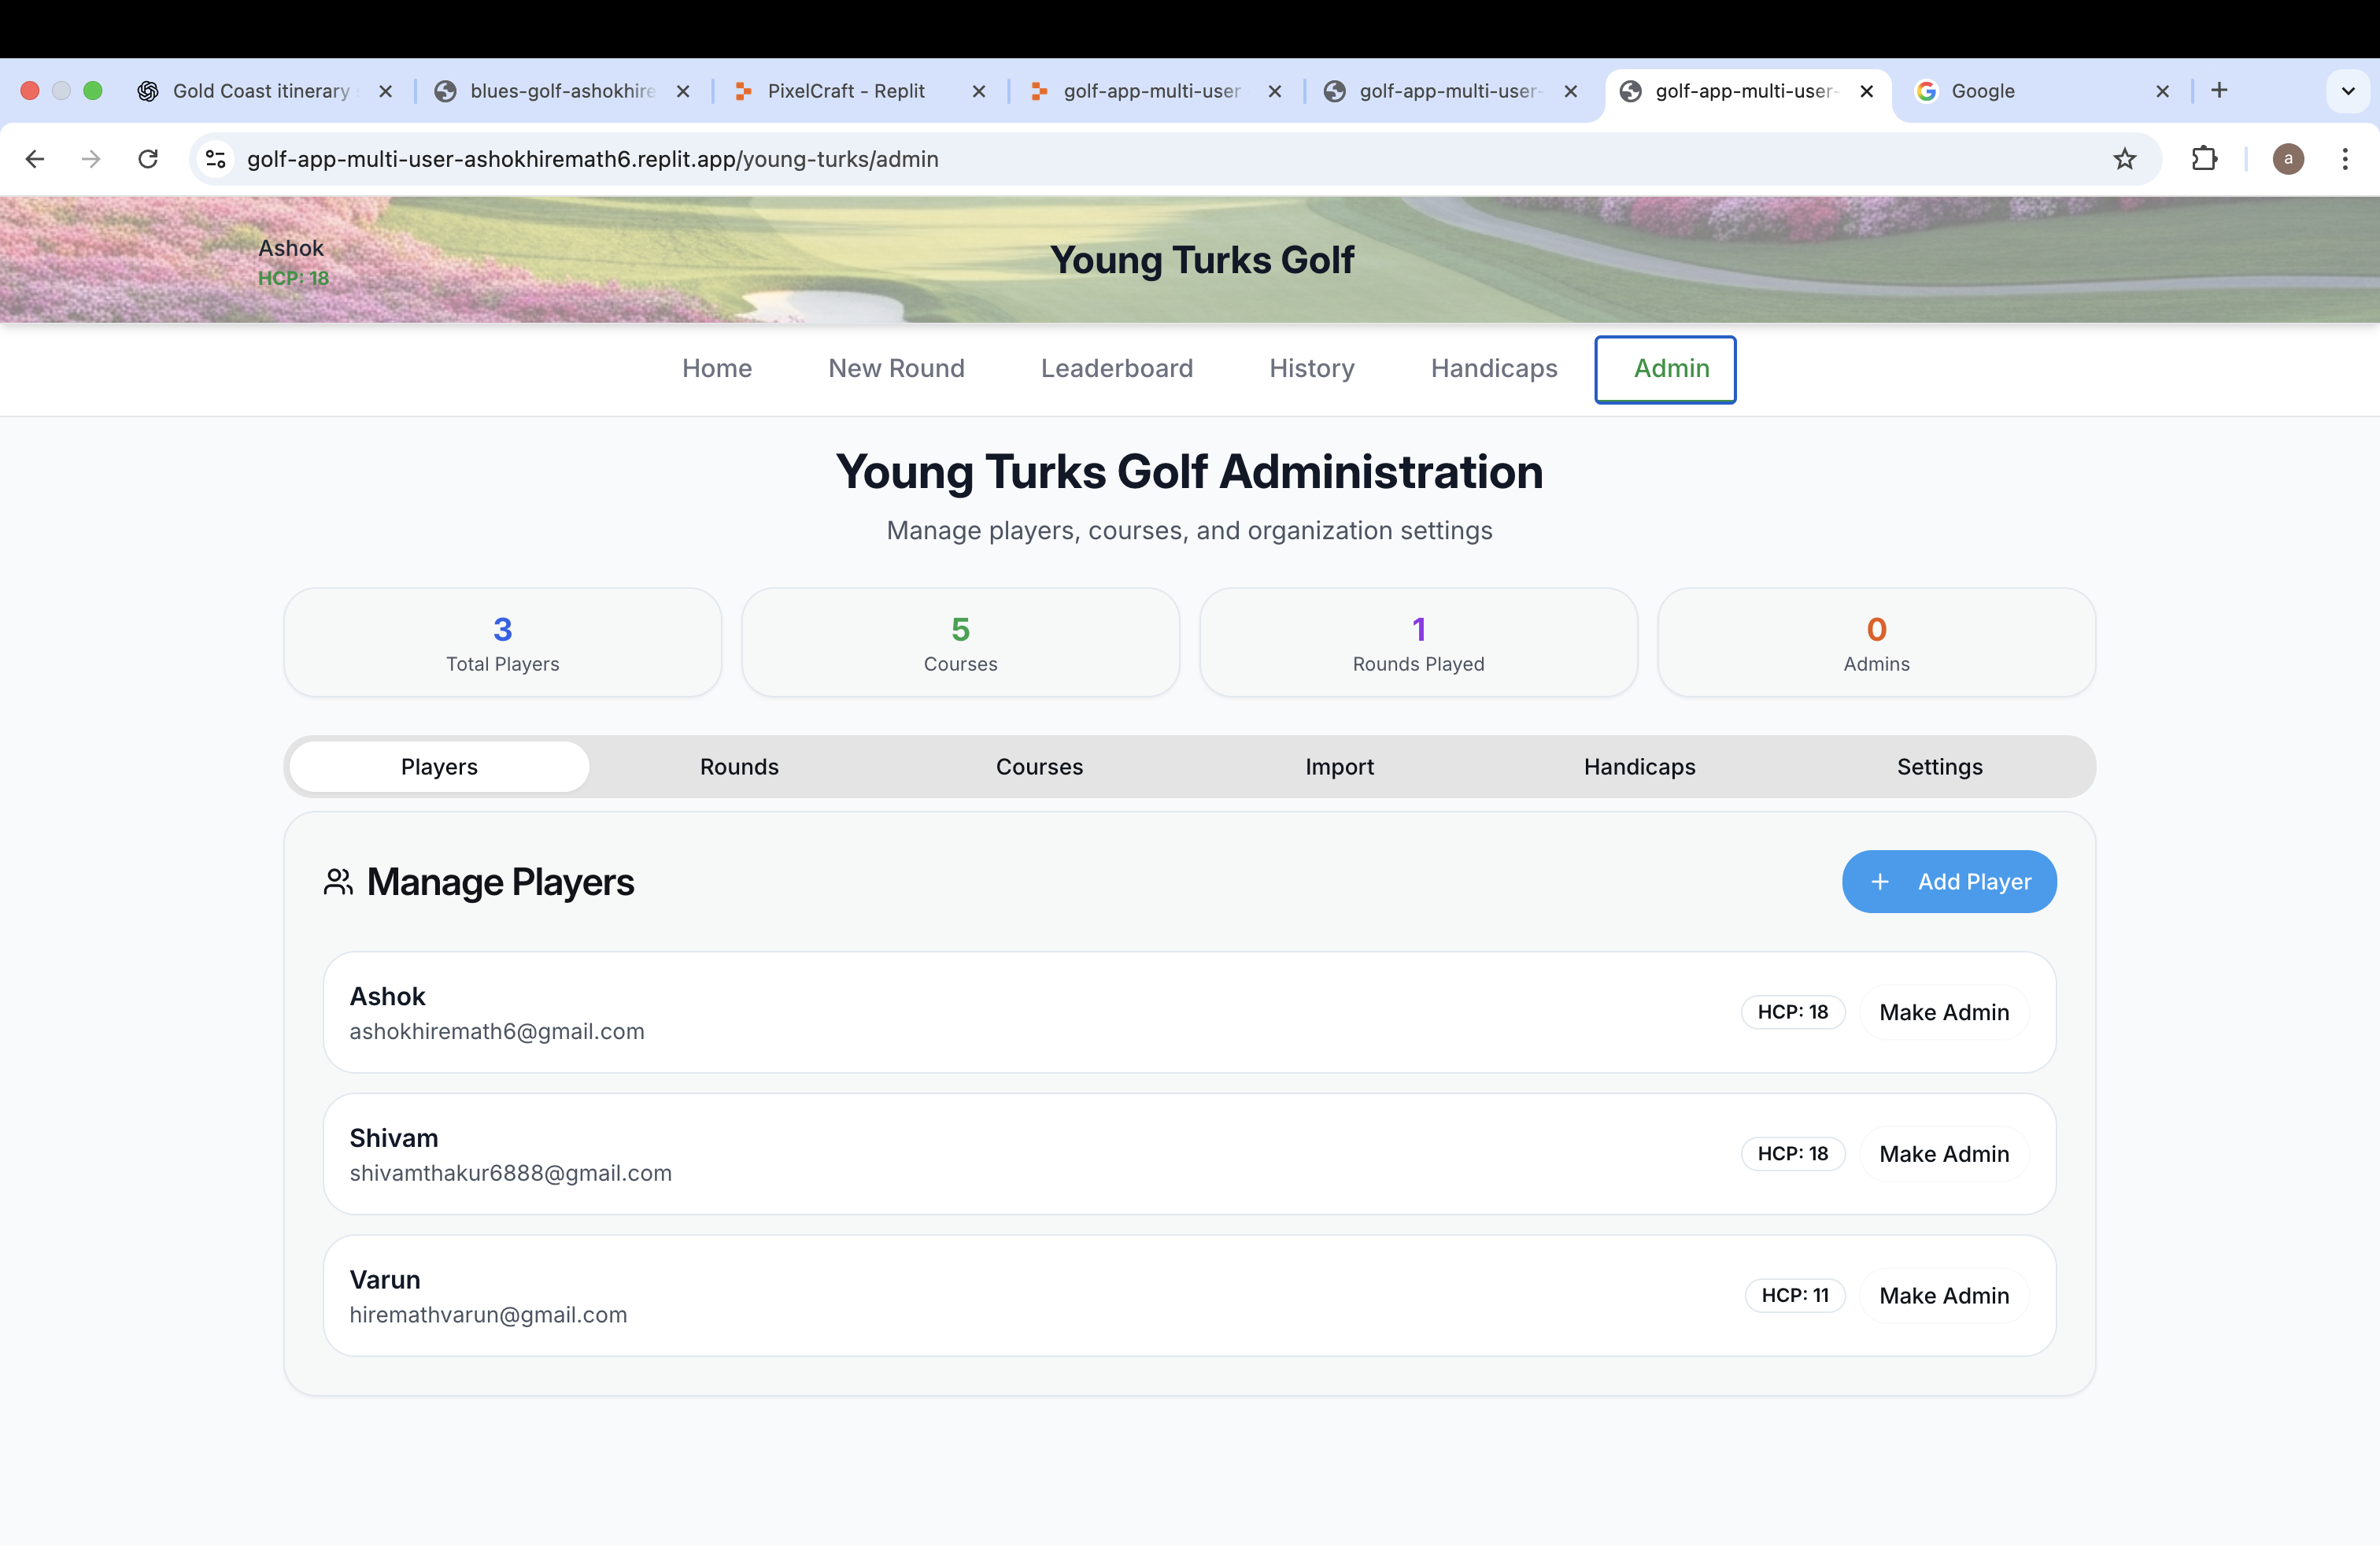 Gold Coast itinerary
blues-golf-ashokhire
PixelCraft - Replit
golf-app-multi-user
golf-app-multi-user-
golf-app-multi-user-
Google
golf-app-multi-user-ashokhiremath6.replit.app/young-turks/admin
a
Ashok
HCP: 18
Young Turks Golf
Home New Round Leaderboard History Handicaps Admin
Young Turks Golf Administration
Manage players, courses, and organization settings
3
Total Players
5
Courses
1
Rounds Played
0
Admins
Players Rounds Courses Import Handicaps Settings
Manage Players
+ Add Player
Ashok
ashokhiremath6@gmail.com
HCP: 18 Make Admin
Shivam
shivamthakur6888@gmail.com
HCP: 18 Make Admin
Varun
hiremathvarun@gmail.com
HCP: 11 Make Admin